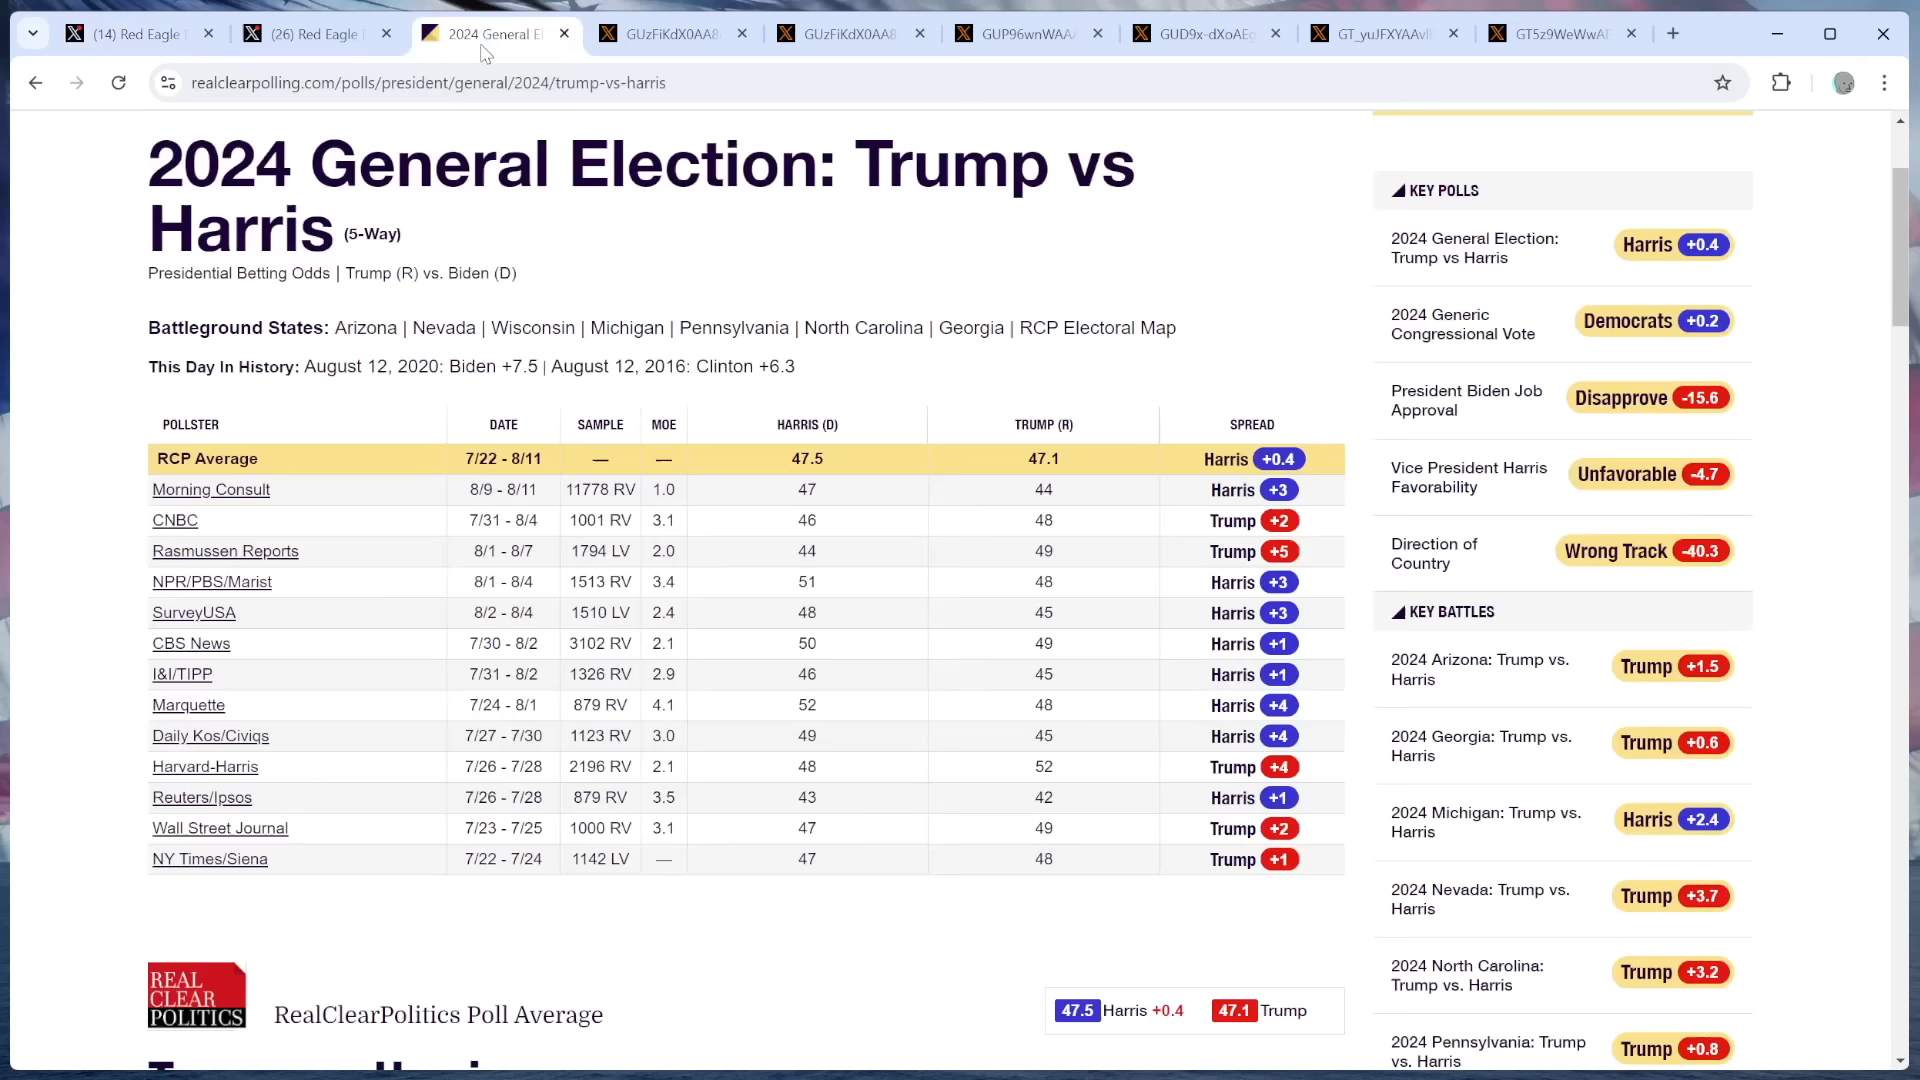 (14) Red Eagle
(26) Red Eagle
2024 General El
GUzFiKdX0AA8
GUzFiKdX0AA8
GUP96wnWAA
GUD9x-dXoAEg
GT_yuJFXYAAvl
GT5z9WeWwAF
realclearpolling.com/polls/president/general/2024/trump-vs-harris
2024 General Election: Trump vs
Harris (5-Way)
Presidential Betting Odds | Trump (R) vs. Biden (D)
Battleground States: Arizona | Nevada | Wisconsin | Michigan | Pennsylvania | North Carolina | Georgia | RCP Electoral Map
This Day In History: August 12, 2020: Biden +7.5 | August 12, 2016: Clinton +6.3
POLLSTER DATE SAMPLE MOE HARRIS (D) TRUMP (R) SPREAD
RCP Average 7/22 - 8/11 — — 47.5 47.1 Harris +0.4
Morning Consult 8/9 - 8/11 11778 RV 1.0 47 44 Harris +3
CNBC 7/31 - 8/4 1001 RV 3.1 46 48 Trump +2
Rasmussen Reports 8/1 - 8/7 1794 LV 2.0 44 49 Trump +5
NPR/PBS/Marist 8/1 - 8/4 1513 RV 3.4 51 48 Harris +3
SurveyUSA 8/2 - 8/4 1510 LV 2.4 48 45 Harris +3
CBS News 7/30 - 8/2 3102 RV 2.1 50 49 Harris +1
I&I/TIPP 7/31 - 8/2 1326 RV 2.9 46 45 Harris +1
Marquette 7/24 - 8/1 879 RV 4.1 52 48 Harris +4
Daily Kos/Civiqs 7/27 - 7/30 1123 RV 3.0 49 45 Harris +4
Harvard-Harris 7/26 - 7/28 2196 RV 2.1 48 52 Trump +4
Reuters/Ipsos 7/26 - 7/28 879 RV 3.5 43 42 Harris +1
Wall Street Journal 7/23 - 7/25 1000 RV 3.1 47 49 Trump +2
NY Times/Siena 7/22 - 7/24 1142 LV — 47 48 Trump +1
REAL
CLEAR
POLITICS
RealClearPolitics Poll Average
47.5 Harris +0.4 47.1 Trump
KEY POLLS
2024 General Election:
Trump vs Harris
Harris +0.4
2024 Generic
Congressional Vote
Democrats +0.2
President Biden Job
Approval
Disapprove -15.6
Vice President Harris
Favorability
Unfavorable -4.7
Direction of
Country
Wrong Track -40.3
KEY BATTLES
2024 Arizona: Trump vs.
Harris
Trump +1.5
2024 Georgia: Trump vs.
Harris
Trump +0.6
2024 Michigan: Trump vs.
Harris
Harris +2.4
2024 Nevada: Trump vs.
Harris
Trump +3.7
2024 North Carolina:
Trump vs. Harris
Trump +3.2
2024 Pennsylvania: Trump
vs. Harris
Trump +0.8